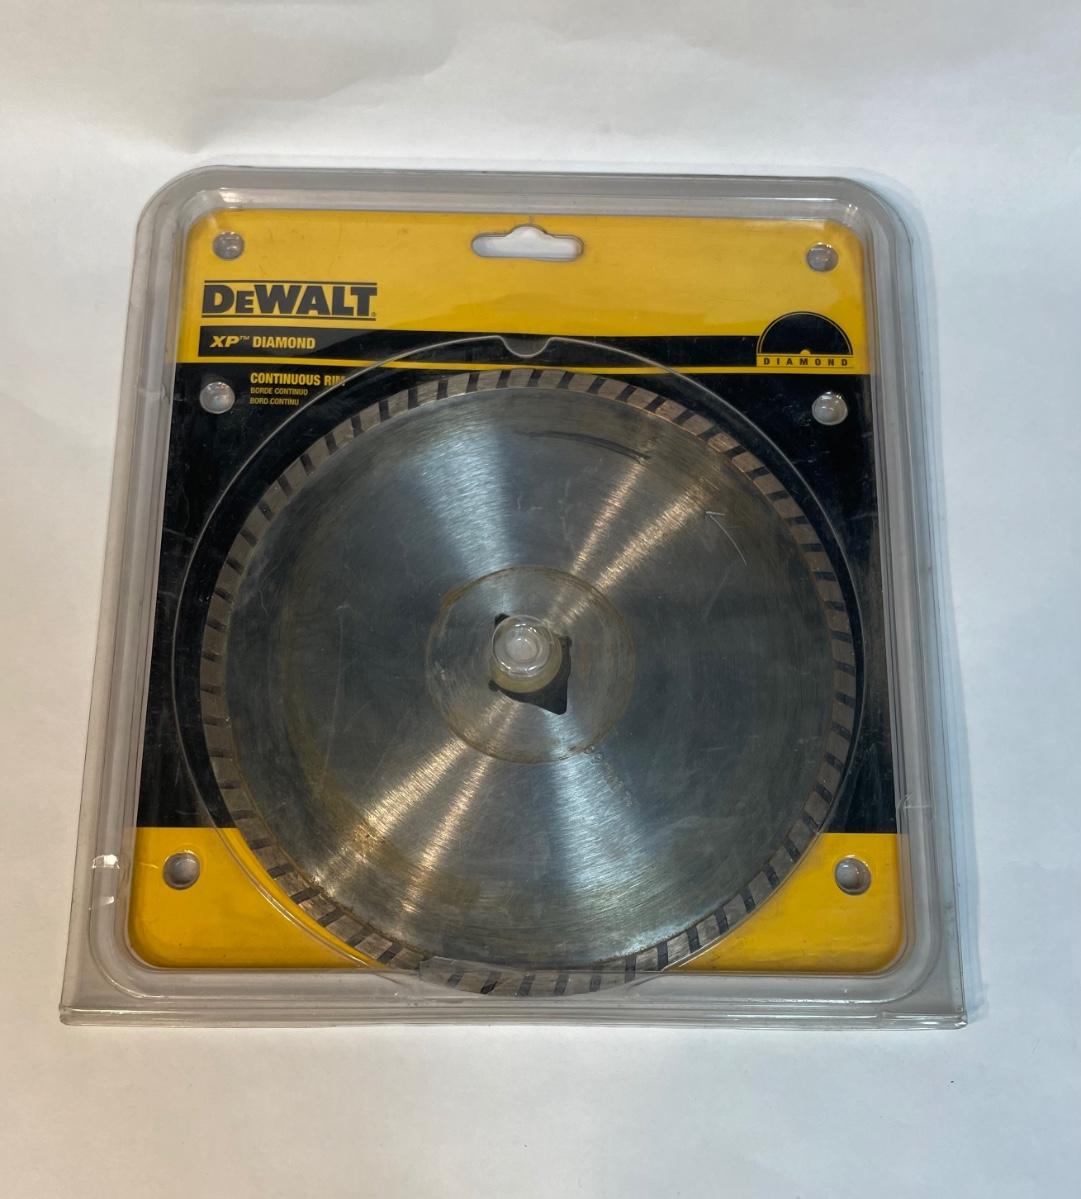 DEWALT®
XP™ DIAMOND
DIAMOND
CONTINUOUS RIM
BORDE CONTINUO
BORD CONTINU